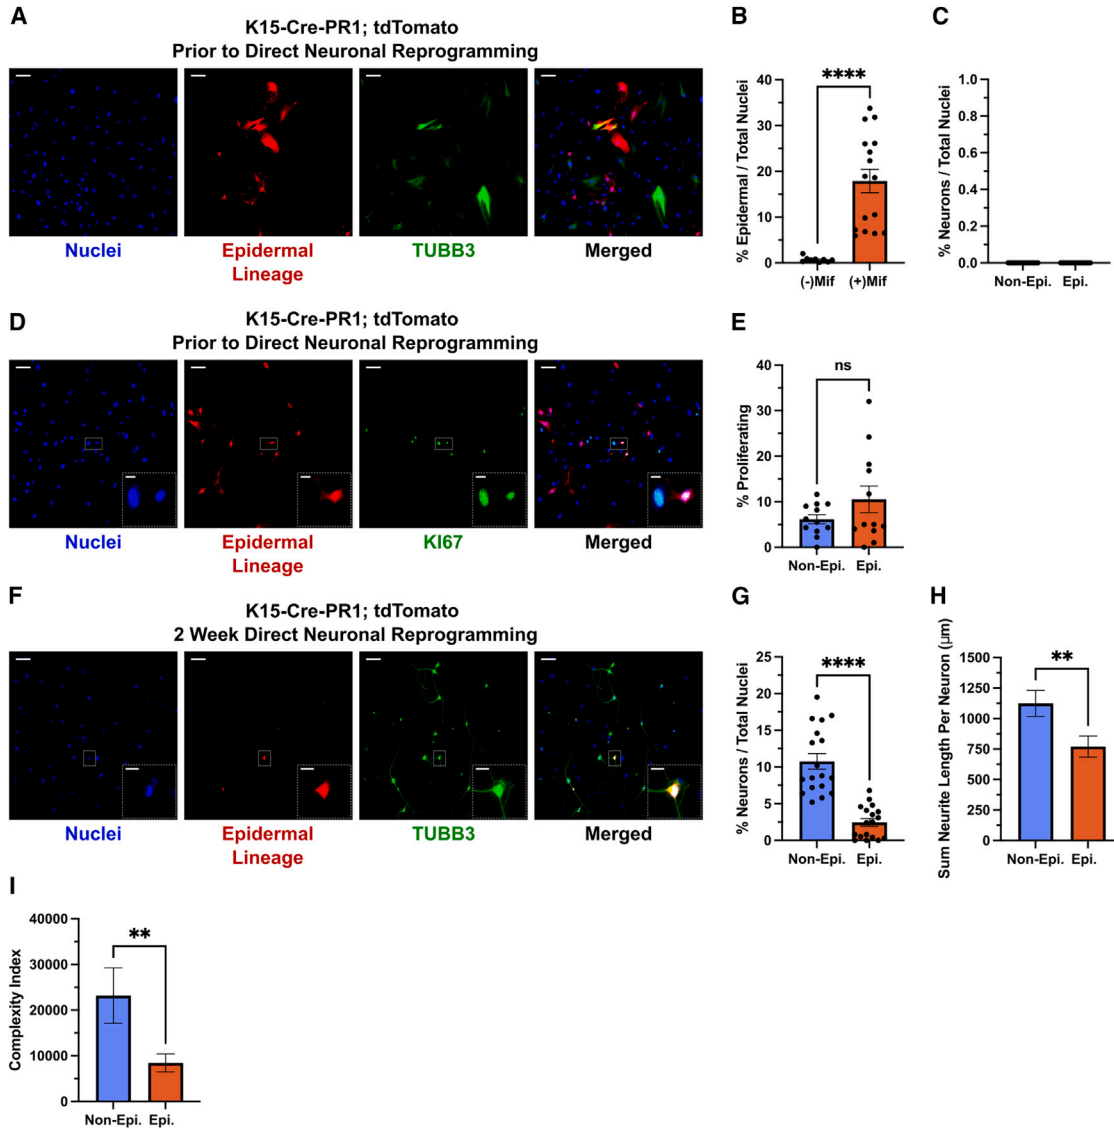 A
K15-Cre-PR1; tdTomato
Prior to Direct Neuronal Reprogramming
Nuclei
Epidermal
Lineage
TUBB3
Merged
B
% Epidermal / Total Nuclei
40
30
20
10
0
****
(-)Mif
(+)Mif
C
% Neurons / Total Nuclei
1.0
0.8
0.6
0.4
0.2
0.0
Non-Epi.
Epi.
D
K15-Cre-PR1; tdTomato
Prior to Direct Neuronal Reprogramming
Nuclei
Epidermal
Lineage
KI67
Merged
E
% Proliferating
40
30
20
10
0
ns
Non-Epi.
Epi.
F
K15-Cre-PR1; tdTomato
2 Week Direct Neuronal Reprogramming
Nuclei
Epidermal
Lineage
TUBB3
Merged
G
% Neurons / Total Nuclei
25
20
15
10
5
0
****
Non-Epi.
Epi.
H
Sum Neurite Length Per Neuron (μm)
1500
1250
1000
750
500
250
0
**
Non-Epi.
Epi.
I
Complexity Index
40000
30000
20000
10000
0
**
Non-Epi.
Epi.